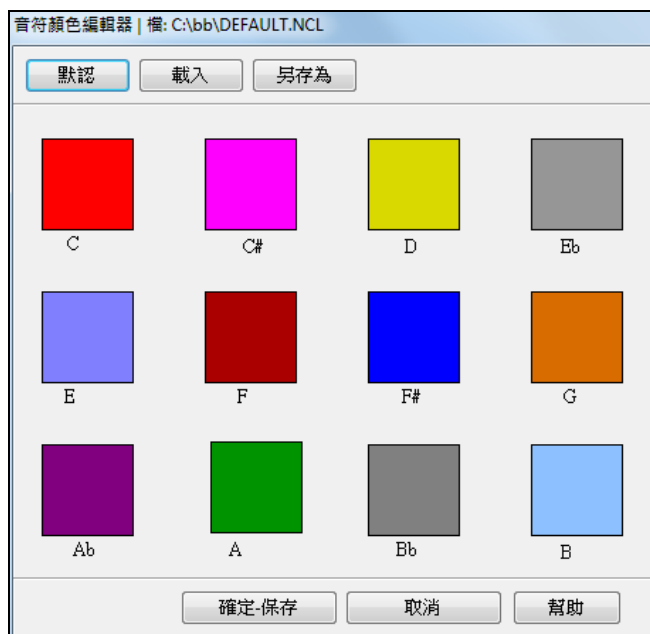 音符顏色編輯器 | 檔: C:\bb\DEFAULT.NCL
默認 載入 另存為
C C# D Eb
E F F# G
Ab A Bb B
確定-保存 取消 幫助